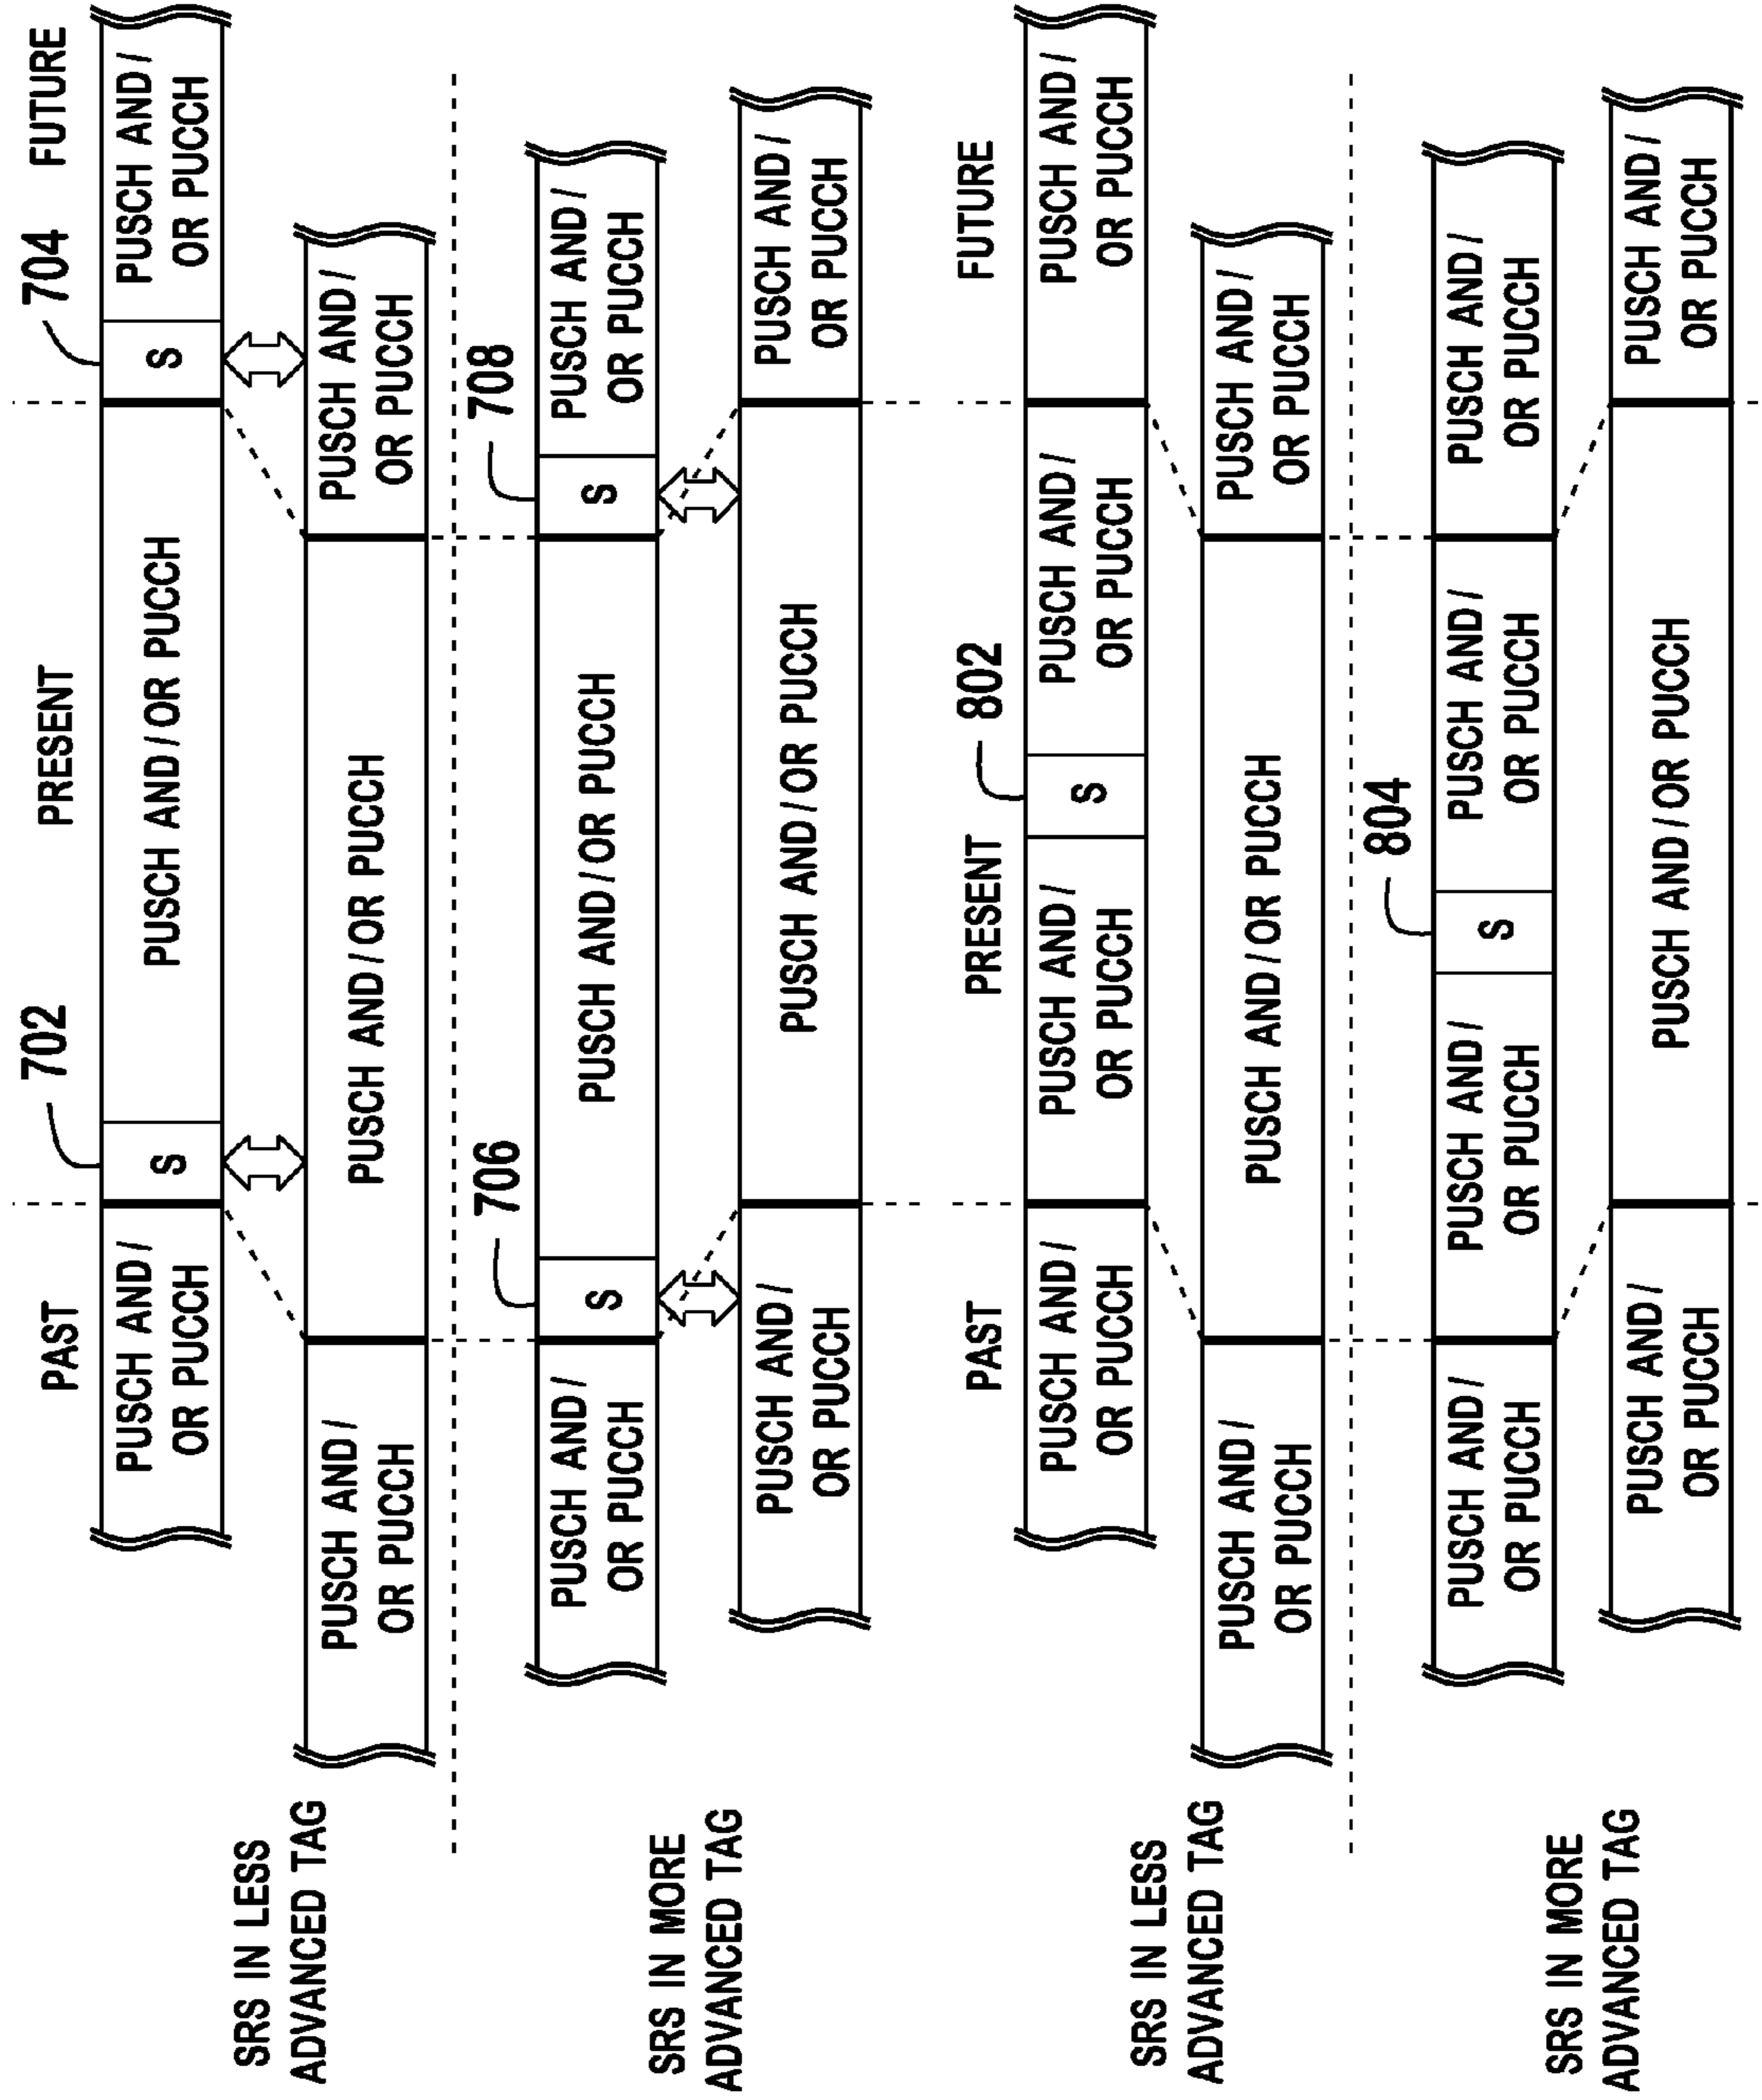 PAST
PRESENT
FUTURE
702
704
PUSCH AND /
OR PUCCH
S
PUSCH AND / OR PUCCH
S
PUSCH AND /
OR PUCCH
SRS IN LESS
ADVANCED TAG
PUSCH AND /
OR PUCCH
PUSCH AND / OR PUCCH
PUSCH AND /
OR PUCCH
706
708
SRS IN MORE
ADVANCED TAG
PUSCH AND /
OR PUCCH
S
PUSCH AND / OR PUCCH
S
PUSCH AND /
OR PUCCH
PUSCH AND /
OR PUCCH
PUSCH AND / OR PUCCH
PUSCH AND /
OR PUCCH
PAST
PRESENT
FUTURE
802
PUSCH AND /
OR PUCCH
PUSCH AND /
OR PUCCH
S
PUSCH AND /
OR PUCCH
PUSCH AND /
OR PUCCH
SRS IN LESS
ADVANCED TAG
PUSCH AND /
OR PUCCH
PUSCH AND / OR PUCCH
PUSCH AND /
OR PUCCH
804
SRS IN MORE
ADVANCED TAG
PUSCH AND /
OR PUCCH
PUSCH AND /
OR PUCCH
S
PUSCH AND /
OR PUCCH
PUSCH AND /
OR PUCCH
PUSCH AND /
OR PUCCH
PUSCH AND / OR PUCCH
PUSCH AND /
OR PUCCH